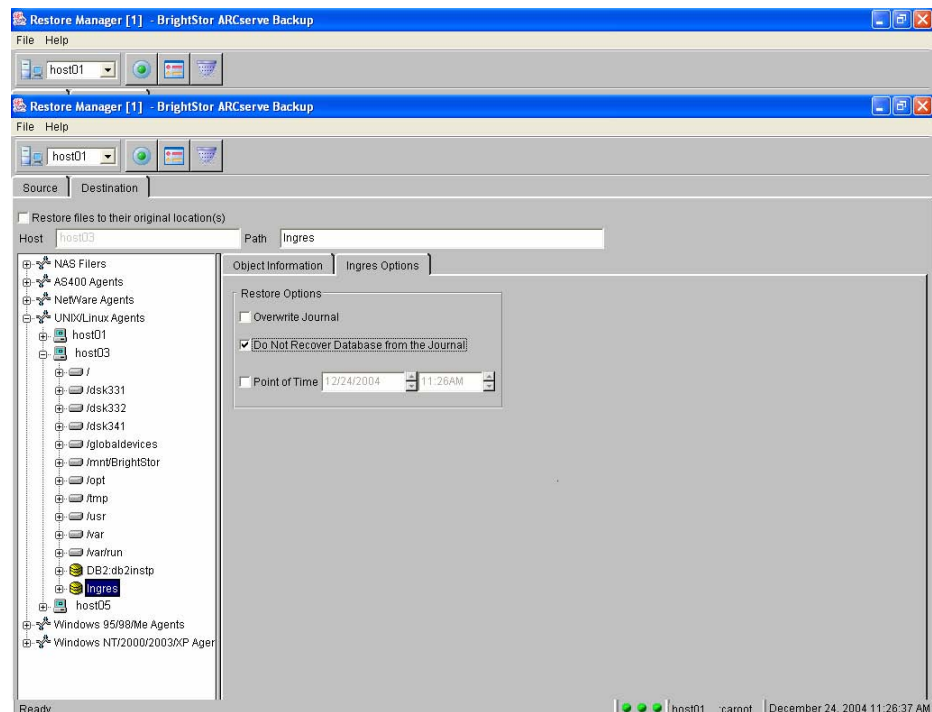 Restore Manager [1] - BrightStor ARCserve Backup
File Help
host01
Restore Manager [1] - BrightStor ARCserve Backup
File Help
host01
Source Destination
Restore files to their original location(s)
Host host03 Path Ingres
NAS Filers
AS400 Agents
NetWare Agents
UNIX/Linux Agents
host01
host03
/
/dsk331
/dsk332
/dsk341
/globaldevices
/mnt/BrightStor
/opt
/tmp
/usr
/var
/var/run
DB2:db2instp
Ingres
host05
Windows 95/98/Me Agents
Windows NT/2000/2003/XP Ager
Object Information Ingres Options
Restore Options
Overwrite Journal
Do Not Recover Database from the Journal
Point of Time 12/24/2004 11:26AM
Ready host01 :carnot December 24, 2004 11:26:37 AM